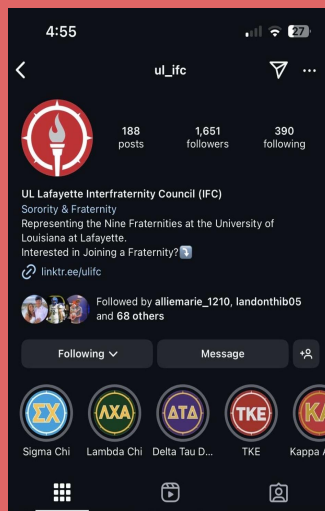 4:55
27
ul_ifc
188 1,651 390
posts followers following
UL Lafayette Interfraternity Council (IFC)
Sorority & Fraternity
Representing the Nine Fraternities at the University of
Louisiana at Lafayette.
Interested in Joining a Fraternity?
linktr.ee/ulifc
Followed by alliemarie_1210, landonthib05
and 68 others
Following Message
ΣΧ ΛΧΑ ΔΤΔ TKE KA
Sigma Chi Lambda Chi Delta Tau D... TKE Kappa A